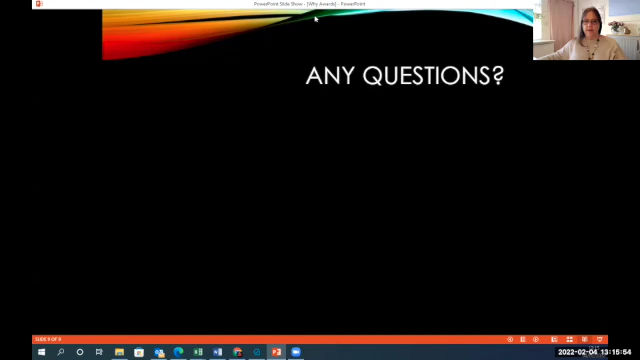 PowerPoint Slide Show - [Why Awards] - PowerPoint
ANY QUESTIONS?
SLIDE 9 OF 9
2022-02-04 13:15:54